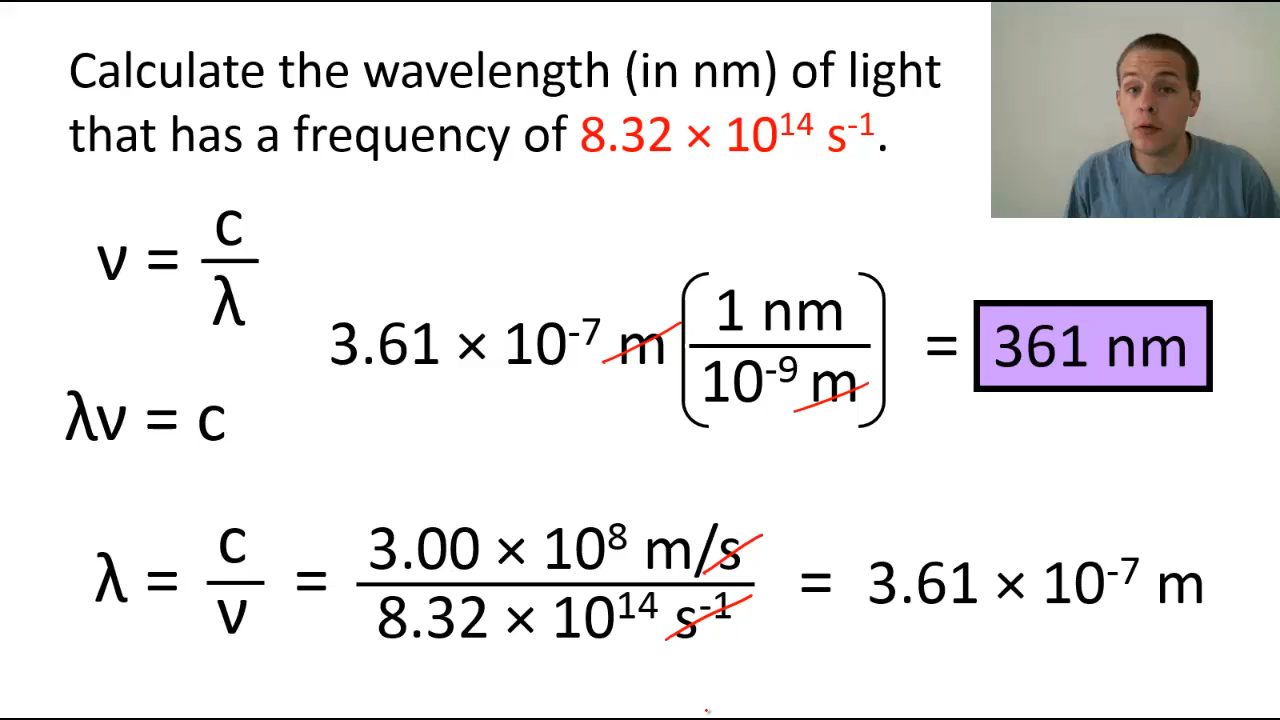 Calculate the wavelength (in nm) of light
that has a frequency of 8.32 × 10¹⁴ s⁻¹.
ν = c/λ
3.61 × 10⁻⁷ m (1 nm / 10⁻⁹ m) = 361 nm
λν = c
λ = c/ν = 3.00 × 10⁸ m/s / 8.32 × 10¹⁴ s⁻¹ = 3.61 × 10⁻⁷ m